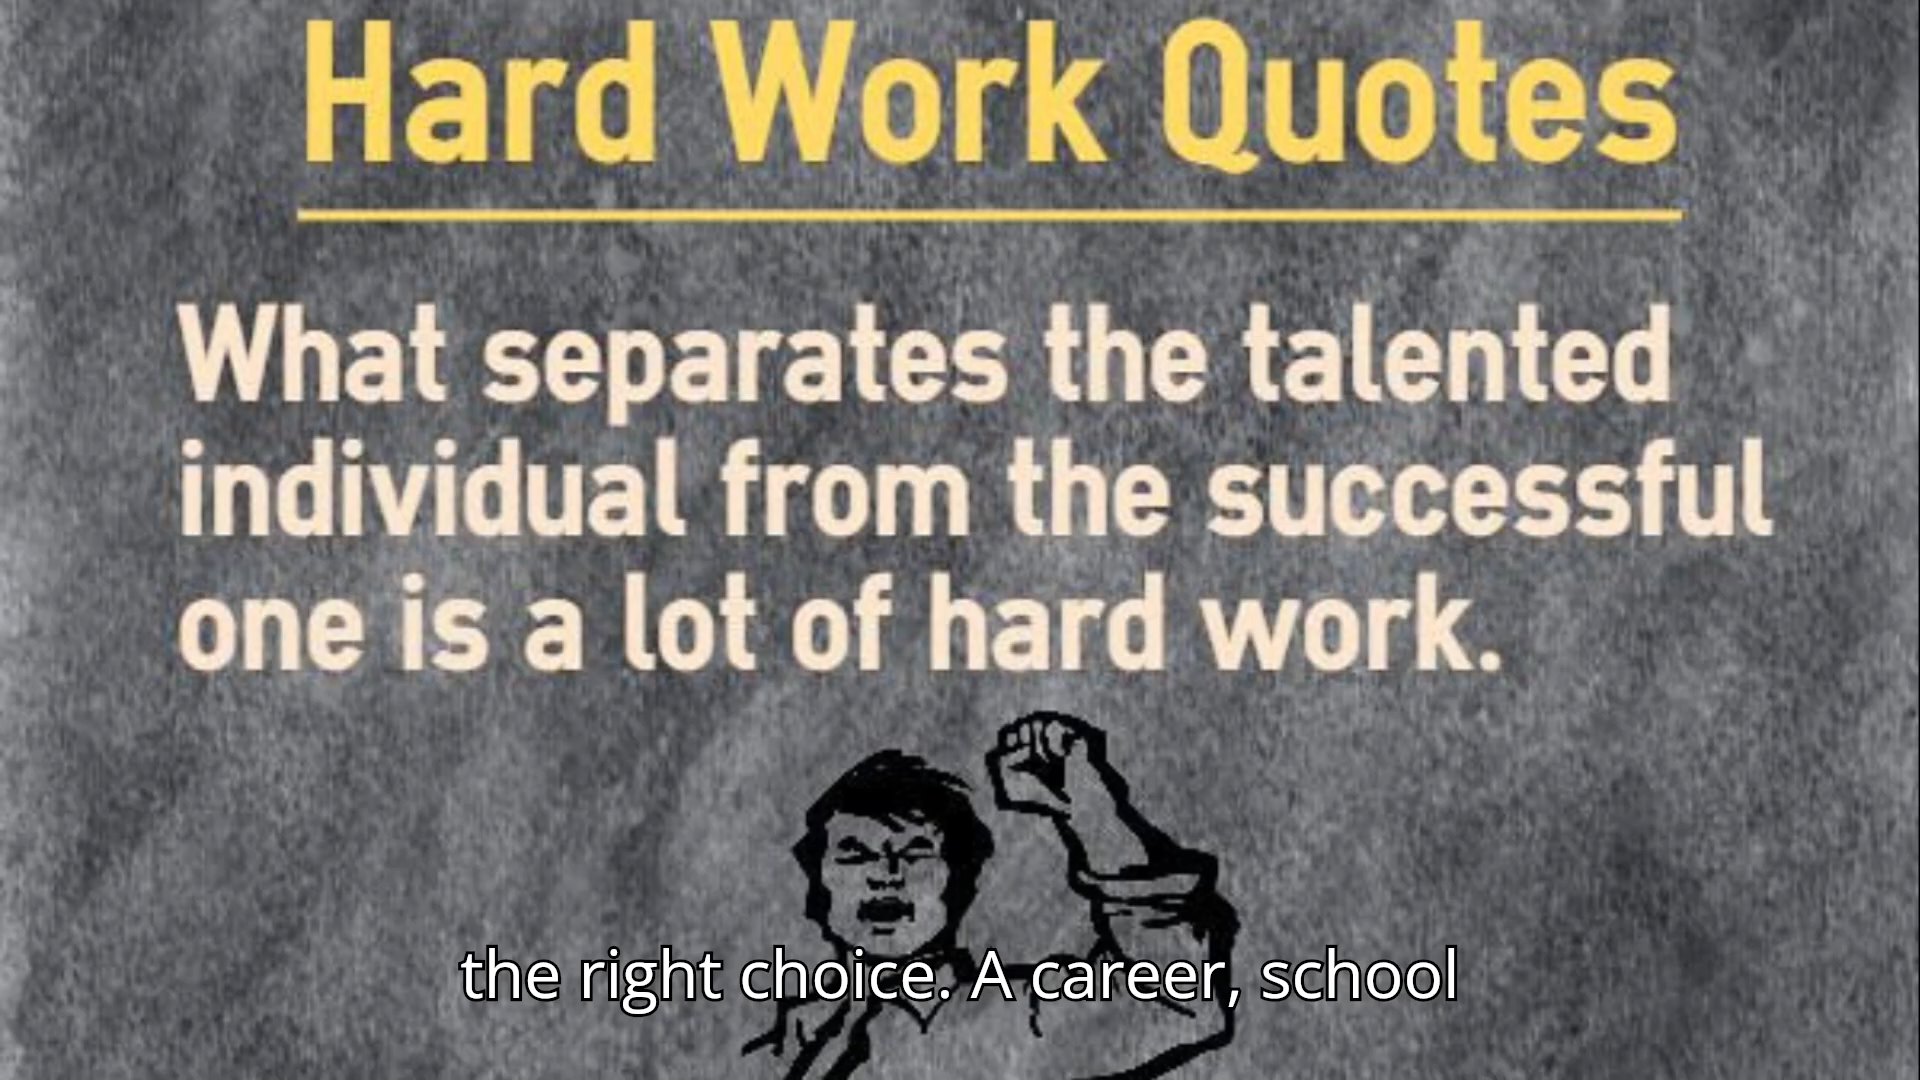 Hard Work Quotes
What separates the talented
individual from the successful
one is a lot of hard work.
the right choice. A career, school